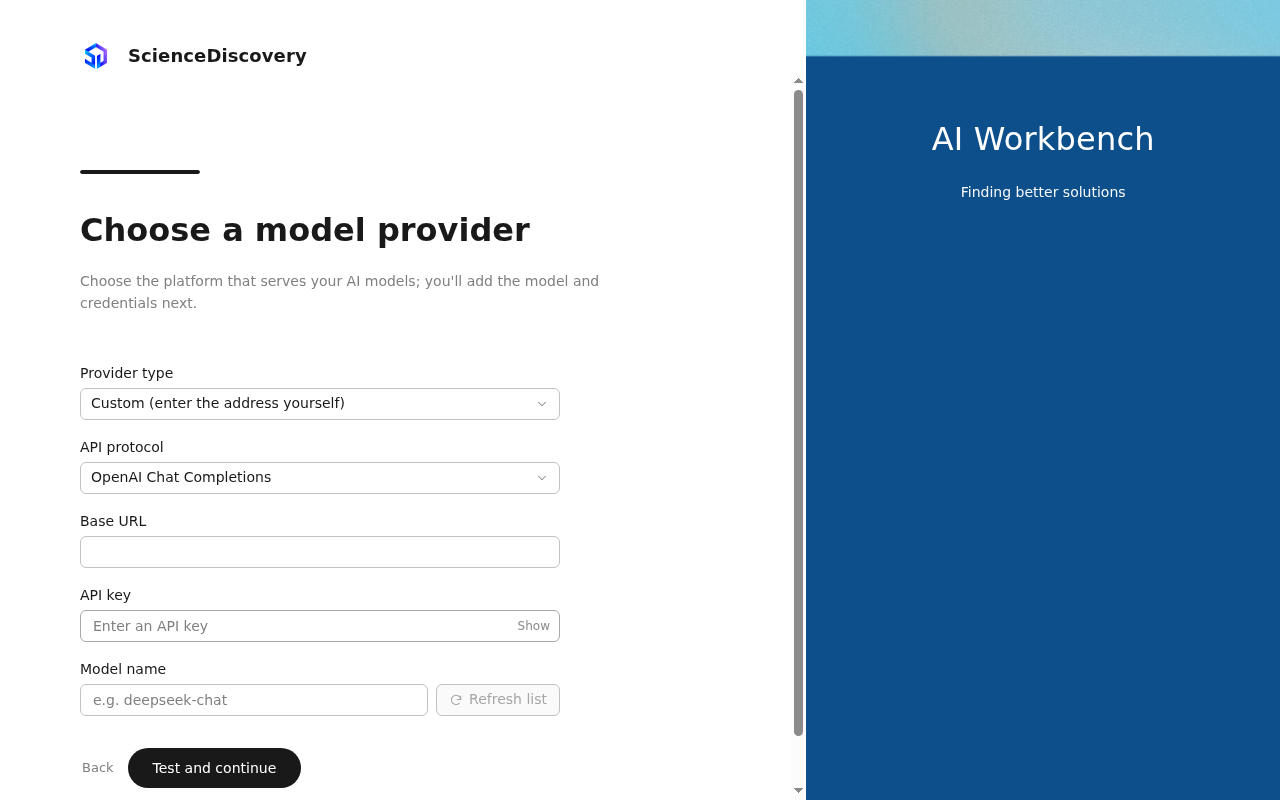 ScienceDiscovery
Choose a model provider
Choose the platform that serves your AI models; you'll add the model and
credentials next.
Provider type
Custom (enter the address yourself)
API protocol
OpenAI Chat Completions
Base URL
API key
Enter an API key
Show
Model name
e.g. deepseek-chat
Refresh list
Back
Test and continue
AI Workbench
Finding better solutions